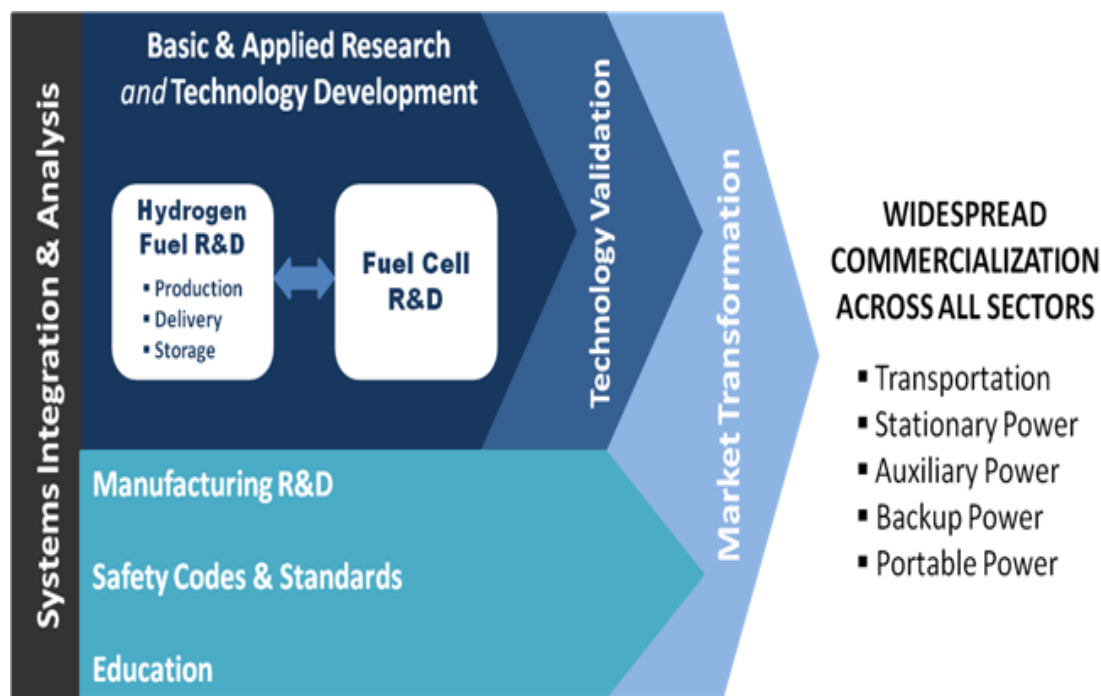 Systems Integration & Analysis
Basic & Applied Research
and Technology Development
Hydrogen
Fuel R&D
▪ Production
▪ Delivery
▪ Storage
Fuel Cell
R&D
Technology Validation
Market Transformation
Manufacturing R&D
Safety Codes & Standards
Education
WIDESPREAD
COMMERCIALIZATION
ACROSS ALL SECTORS
▪ Transportation
▪ Stationary Power
▪ Auxiliary Power
▪ Backup Power
▪ Portable Power